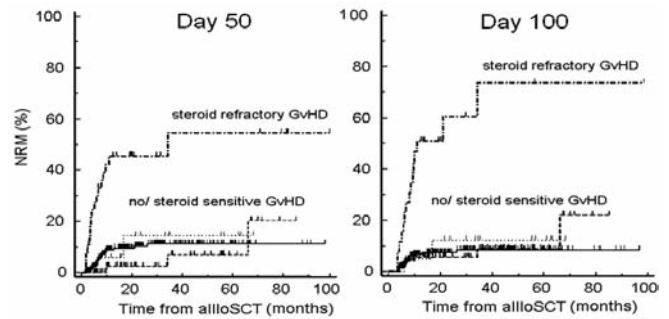 Day 50
Day 100
NRM (%)
100
80
60
40
20
0
steroid refractory GvHD
no/ steroid sensitive GvHD
0 20 40 60 80 100
Time from allloSCT (months)
100
80
60
40
20
0
steroid refractory GvHD
no/ steroid sensitive GvHD
0 20 40 60 80 100
Time from allloSCT (months)